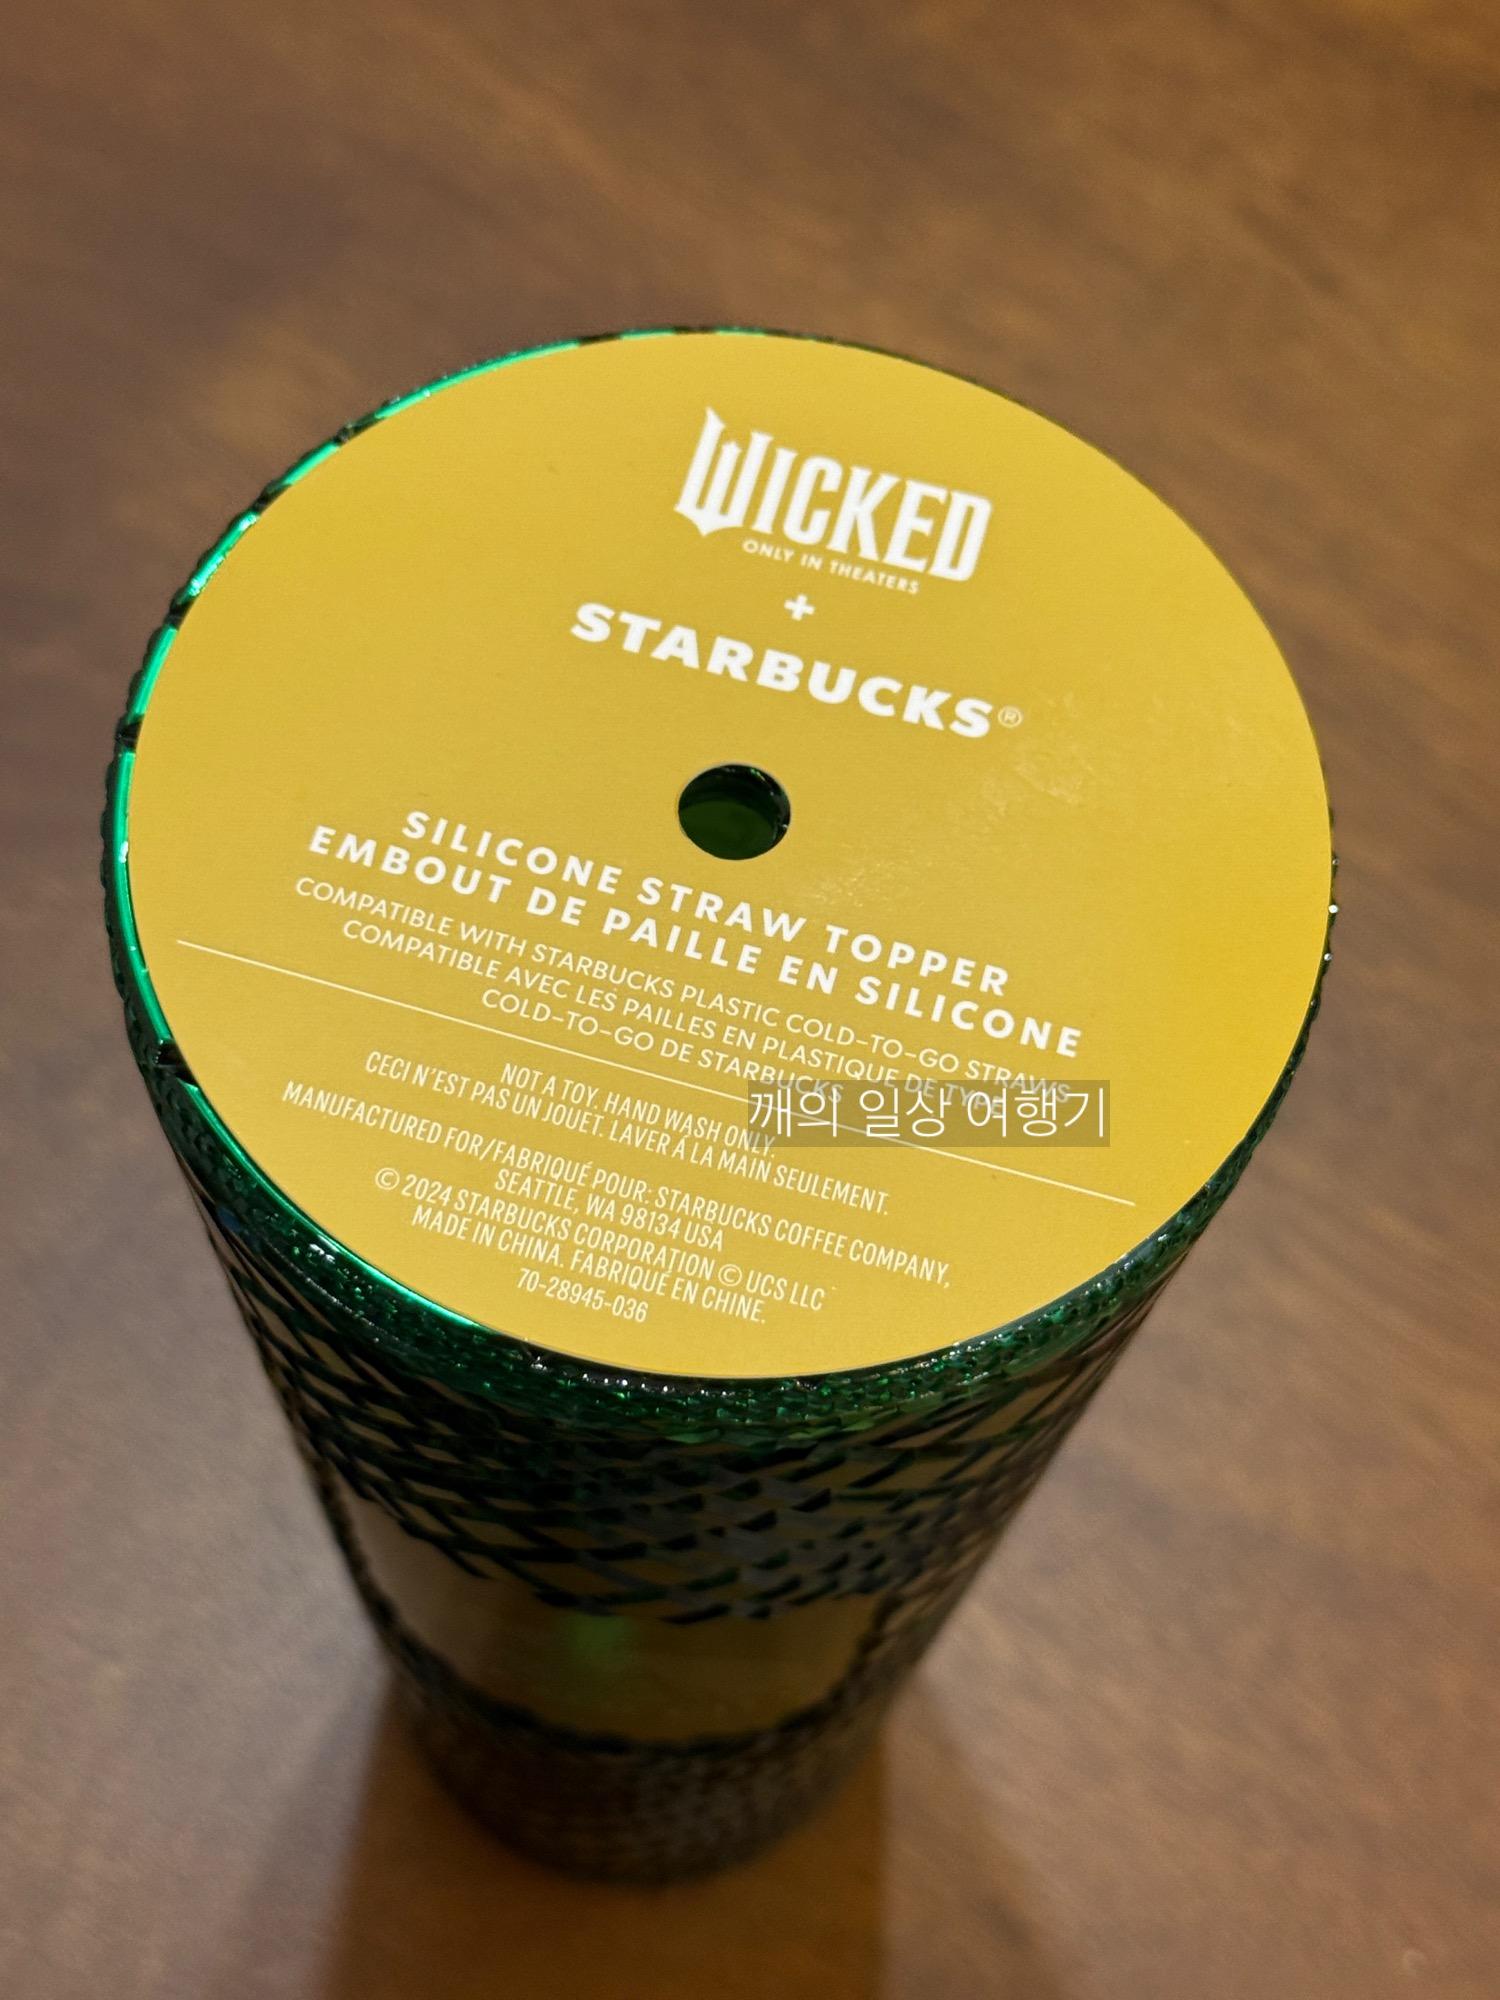 WICKED
ONLY IN THEATERS
+
STARBUCKS®
SILICONE STRAW TOPPER
EMBOUT DE PAILLE EN SILICONE
COMPATIBLE WITH STARBUCKS PLASTIC COLD-TO-GO STRAWS
COMPATIBLE AVEC LES PAILLES EN PLASTIQUE DE TYPE
COLD-TO-GO DE STARBUCKS
깨의 일상 여행기
NOT A TOY. HAND WASH ONLY.
CECI N'EST PAS UN JOUET. LAVER À LA MAIN SEULEMENT.
MANUFACTURED FOR/FABRIQUÉ POUR: STARBUCKS COFFEE COMPANY,
SEATTLE, WA 98134 USA
© 2024 STARBUCKS CORPORATION © UCS LLC
MADE IN CHINA. FABRIQUÉ EN CHINE.
70-28945-036